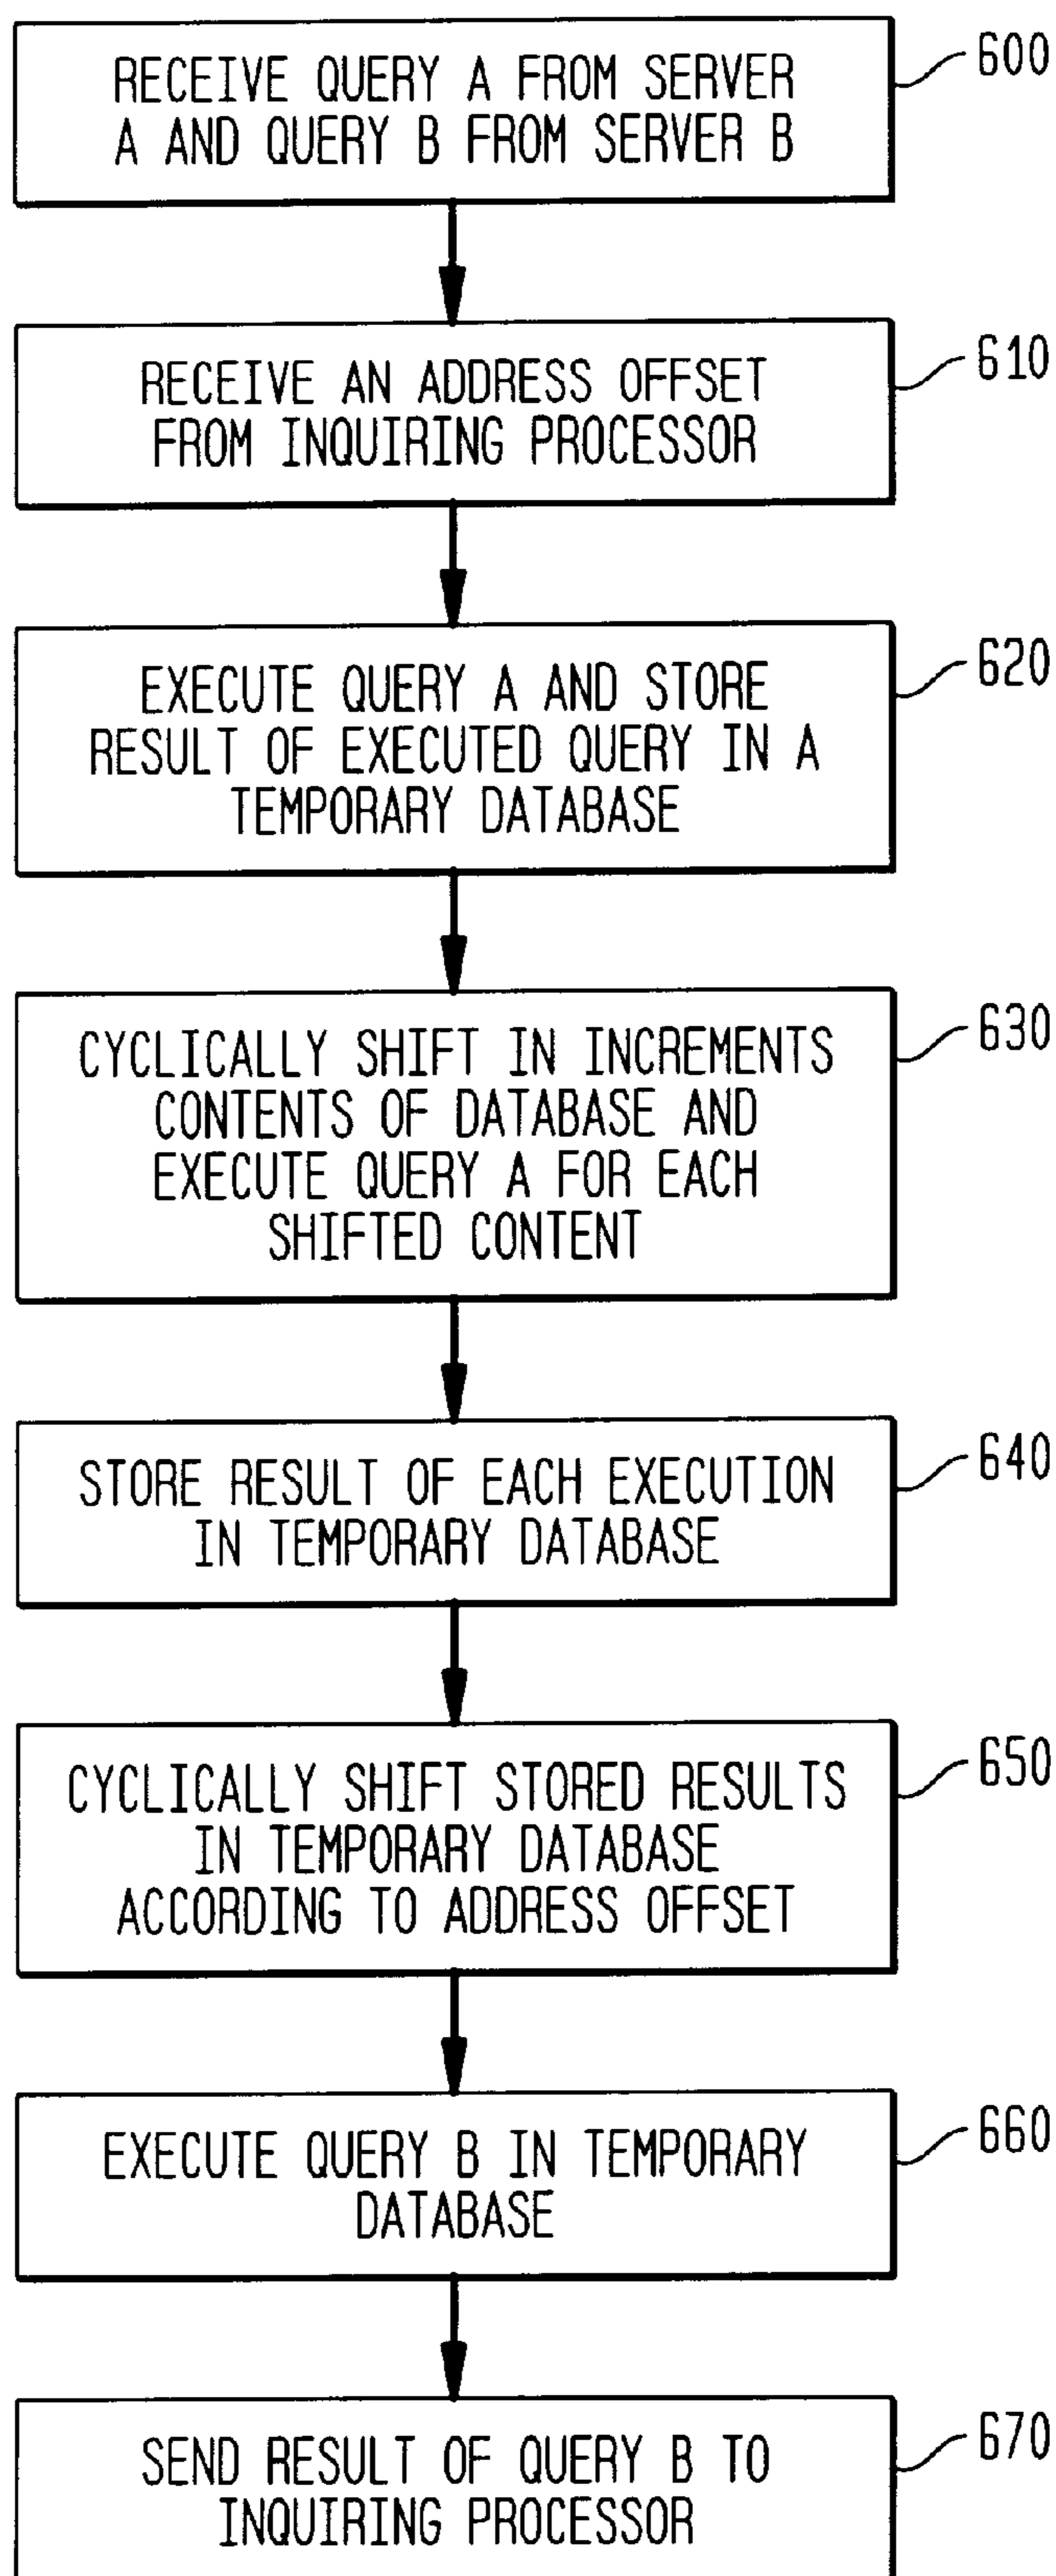 RECEIVE QUERY A FROM SERVER
A AND QUERY B FROM SERVER B
600
RECEIVE AN ADDRESS OFFSET
FROM INQUIRING PROCESSOR
610
EXECUTE QUERY A AND STORE
RESULT OF EXECUTED QUERY IN A
TEMPORARY DATABASE
620
CYCLICALLY SHIFT IN INCREMENTS
CONTENTS OF DATABASE AND
EXECUTE QUERY A FOR EACH
SHIFTED CONTENT
630
STORE RESULT OF EACH EXECUTION
IN TEMPORARY DATABASE
640
CYCLICALLY SHIFT STORED RESULTS
IN TEMPORARY DATABASE
ACCORDING TO ADDRESS OFFSET
650
EXECUTE QUERY B IN TEMPORARY
DATABASE
660
SEND RESULT OF QUERY B TO
INQUIRING PROCESSOR
670